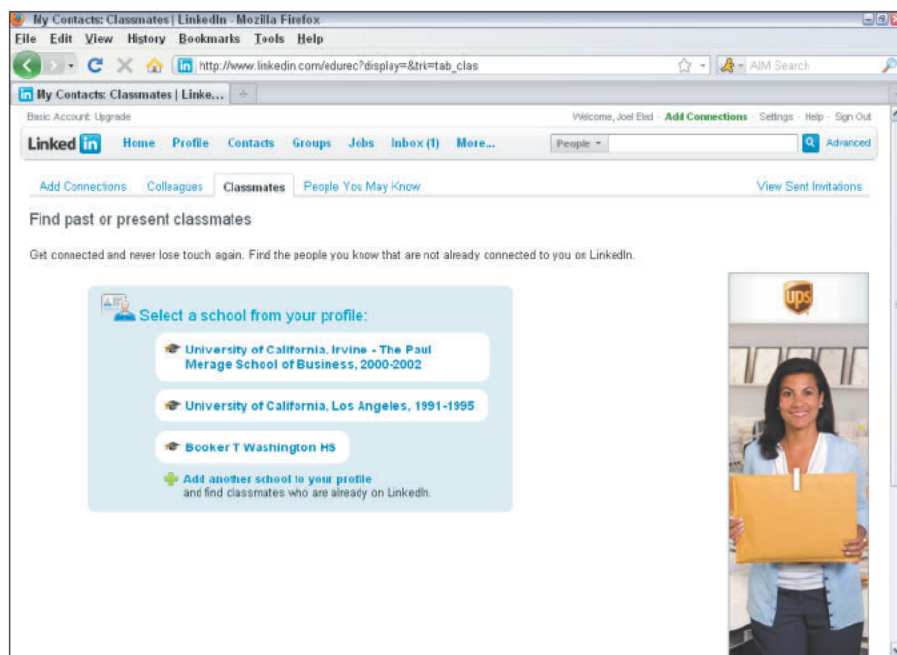 My Contacts: Classmates | LinkedIn - Mozilla Firefox
File Edit View History Bookmarks Tools Help
http://www.linkedin.com/edurec?display=&trk=tab_clas
AIM Search
My Contacts: Classmates | Linke...
Basic Account: Upgrade
Welcome, Joel Elad · Add Connections · Settings · Help · Sign Out
Linked in Home Profile Contacts Groups Jobs Inbox (1) More... People Advanced
Add Connections Colleagues Classmates People You May Know View Sent Invitations
Find past or present classmates
Get connected and never lose touch again. Find the people you know that are not already connected to you on LinkedIn.
ups
Select a school from your profile:
University of California, Irvine - The Paul
Merage School of Business, 2000-2002
University of California, Los Angeles, 1991-1995
Booker T Washington HS
Add another school to your profile
and find classmates who are already on LinkedIn.